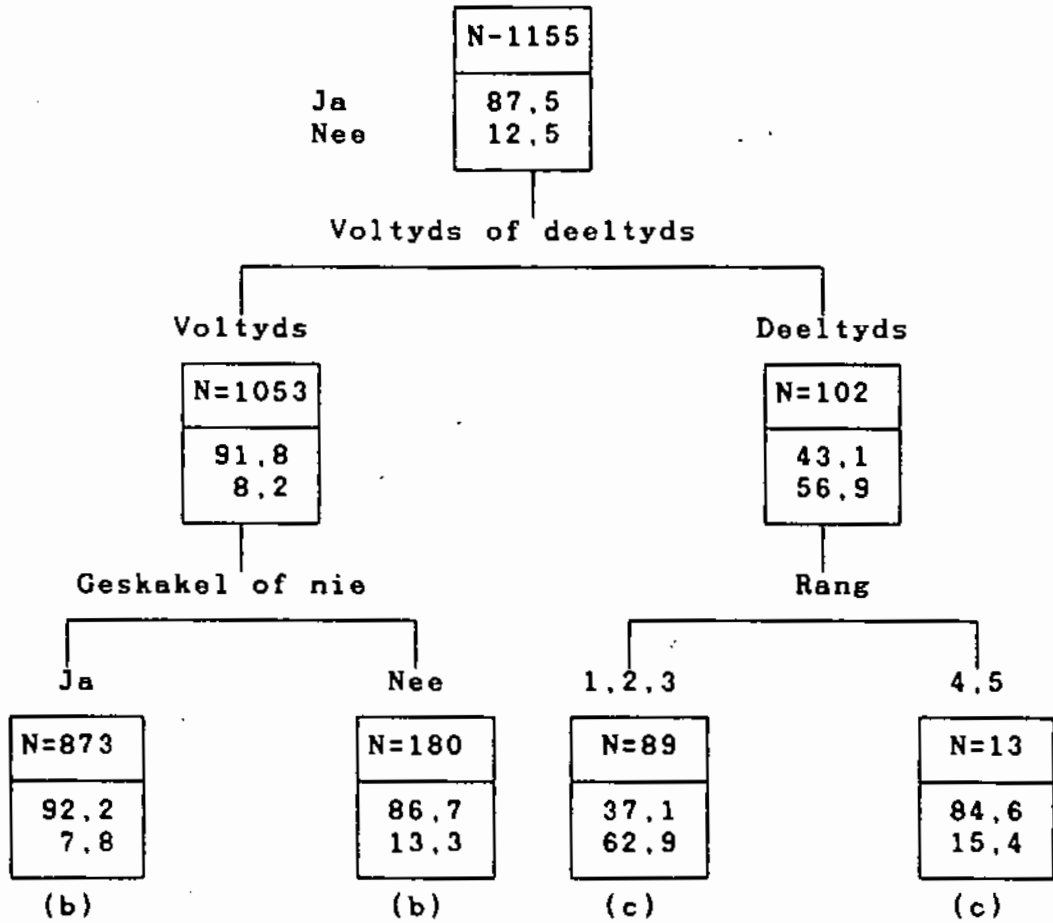 N-1155
Ja 87,5
Nee 12,5
Voltyds of deeltyds
Voltyds Deeltyds
N=1053 N=102
91,8 43,1
8,2 56,9
Geskakel of nie Rang
Ja Nee 1,2,3 4,5
N=873 N=180 N=89 N=13
92,2 86,7 37,1 84,6
7,8 13,3 62,9 15,4
(b) (b) (c) (c)